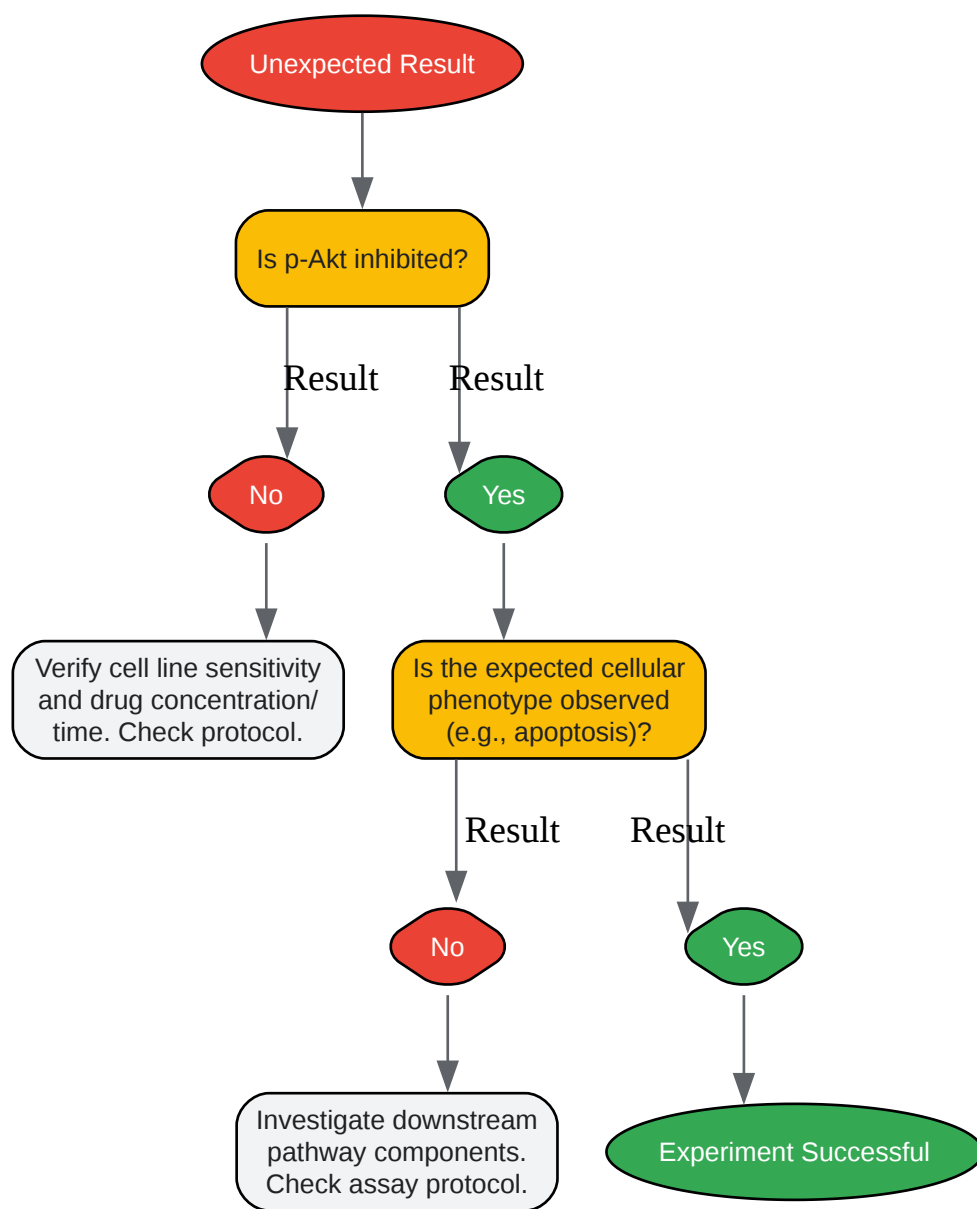 Unexpected Result
Is p-Akt inhibited?
Result
Result
No
Yes
Verify cell line sensitivity
and drug concentration/
time. Check protocol.
Is the expected cellular
phenotype observed
(e.g., apoptosis)?
Result
Result
No
Yes
Investigate downstream
pathway components.
Check assay protocol.
Experiment Successful